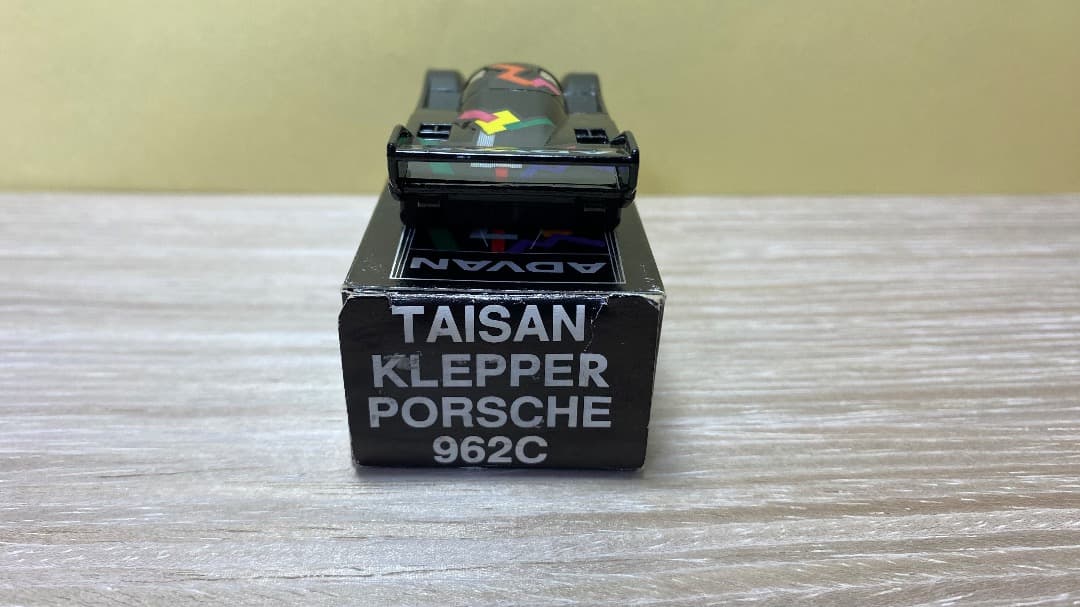 ADVAN
TAISAN
KLEPPER
PORSCHE
962C